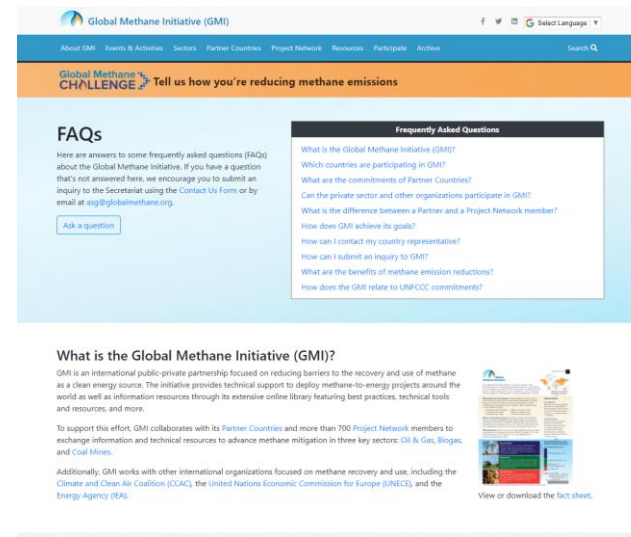 Global Methane Initiative (GMI)
Select Language ▼
About GMI Events & Activities Sectors Partner Countries Project Network Resources Participate Archive Search
Global Methane CHALLENGE Tell us how you're reducing methane emissions
FAQs
Here are answers to some frequently asked questions (FAQs)
about the Global Methane Initiative. If you have a question
that's not answered here, we encourage you to submit an
inquiry to the Secretariat using the Contact Us Form or by
email at asg@globalmethane.org.
Ask a question
Frequently Asked Questions
What is the Global Methane Initiative (GMI)?
Which countries are participating in GMI?
What are the commitments of Partner Countries?
Can the private sector and other organizations participate in GMI?
What is the difference between a Partner and a Project Network member?
How does GMI achieve its goals?
How can I contact my country representative?
How can I submit an inquiry to GMI?
What are the benefits of methane emission reductions?
How does the GMI relate to UNFCCC commitments?
What is the Global Methane Initiative (GMI)?
GMI is an international public-private partnership focused on reducing barriers to the recovery and use of methane
as a clean energy source. The initiative provides technical support to deploy methane-to-energy projects around the
world as well as information resources through its extensive online library featuring best practices, technical tools
and resources, and more.
To support this effort, GMI collaborates with its Partner Countries and more than 700 Project Network members to
exchange information and technical resources to advance methane mitigation in three key sectors: Oil & Gas, Biogas,
and Coal Mines.
Additionally, GMI works with other international organizations focused on methane recovery and use, including the
Climate and Clean Air Coalition (CCAC), the United Nations Economic Commission for Europe (UNECE), and the
Energy Agency (IEA).
View or download the fact sheet.